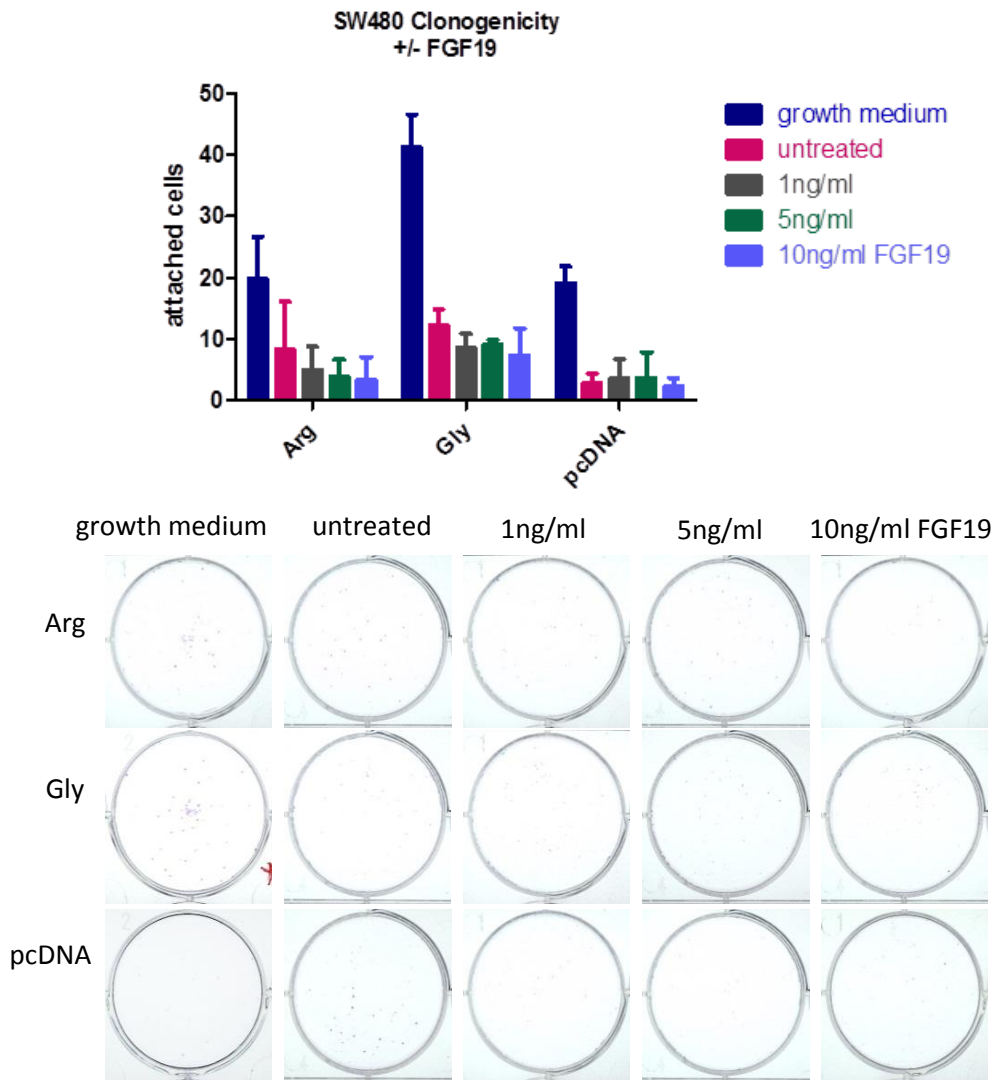 SW480 Clonogenicity
+/- FGF19
attached cells
50
40
30
20
10
0
Arg
Gly
pcDNA
growth medium
untreated
1ng/ml
5ng/ml
10ng/ml FGF19
growth medium untreated 1ng/ml 5ng/ml 10ng/ml FGF19
Arg
Gly
pcDNA